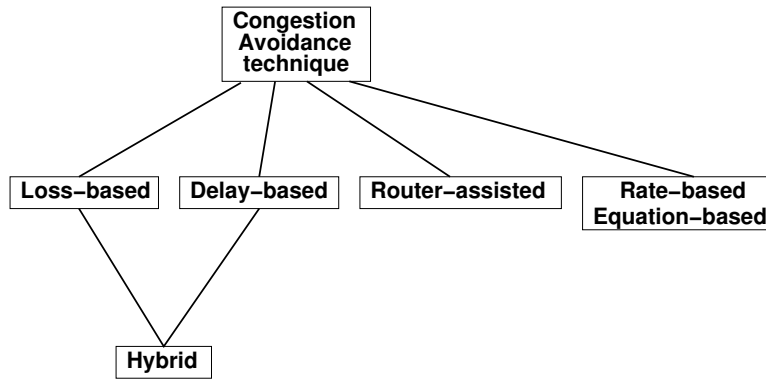 Congestion
Avoidance
technique
Loss−based
Delay−based
Router−assisted
Rate−based
Equation−based
Hybrid